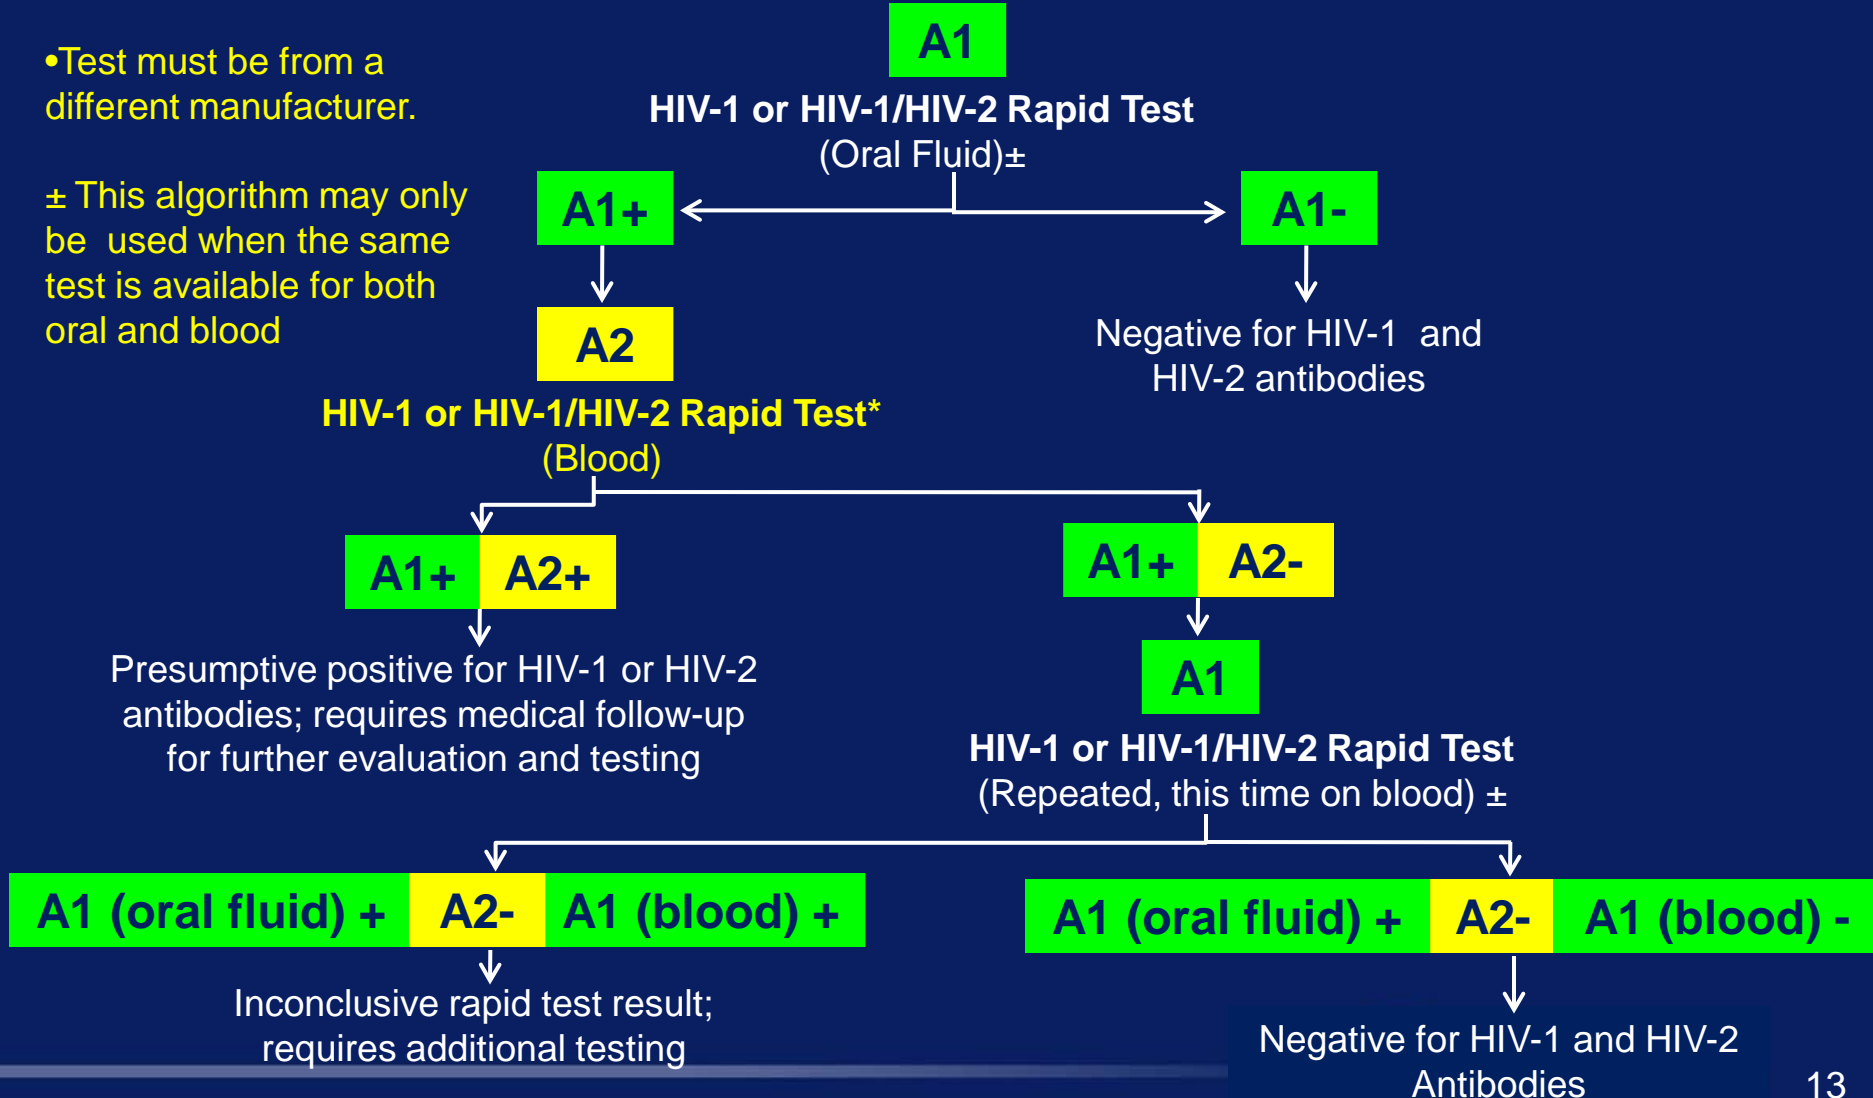 •Test must be from a
different manufacturer.
± This algorithm may only
be  used when the same
test is available for both
oral and blood
A1
HIV-1 or HIV-1/HIV-2 Rapid Test
(Oral Fluid)±
A1+
A1-
A2
Negative for HIV-1  and
HIV-2 antibodies
HIV-1 or HIV-1/HIV-2 Rapid Test*
(Blood)
A1+ A2+
A1+ A2-
Presumptive positive for HIV-1 or HIV-2
antibodies; requires medical follow-up
for further evaluation and testing
A1
HIV-1 or HIV-1/HIV-2 Rapid Test
(Repeated, this time on blood) ±
A1 (oral fluid) + A2- A1 (blood) +
A1 (oral fluid) + A2- A1 (blood) -
Inconclusive rapid test result;
requires additional testing
Negative for HIV-1 and HIV-2
Antibodies
13